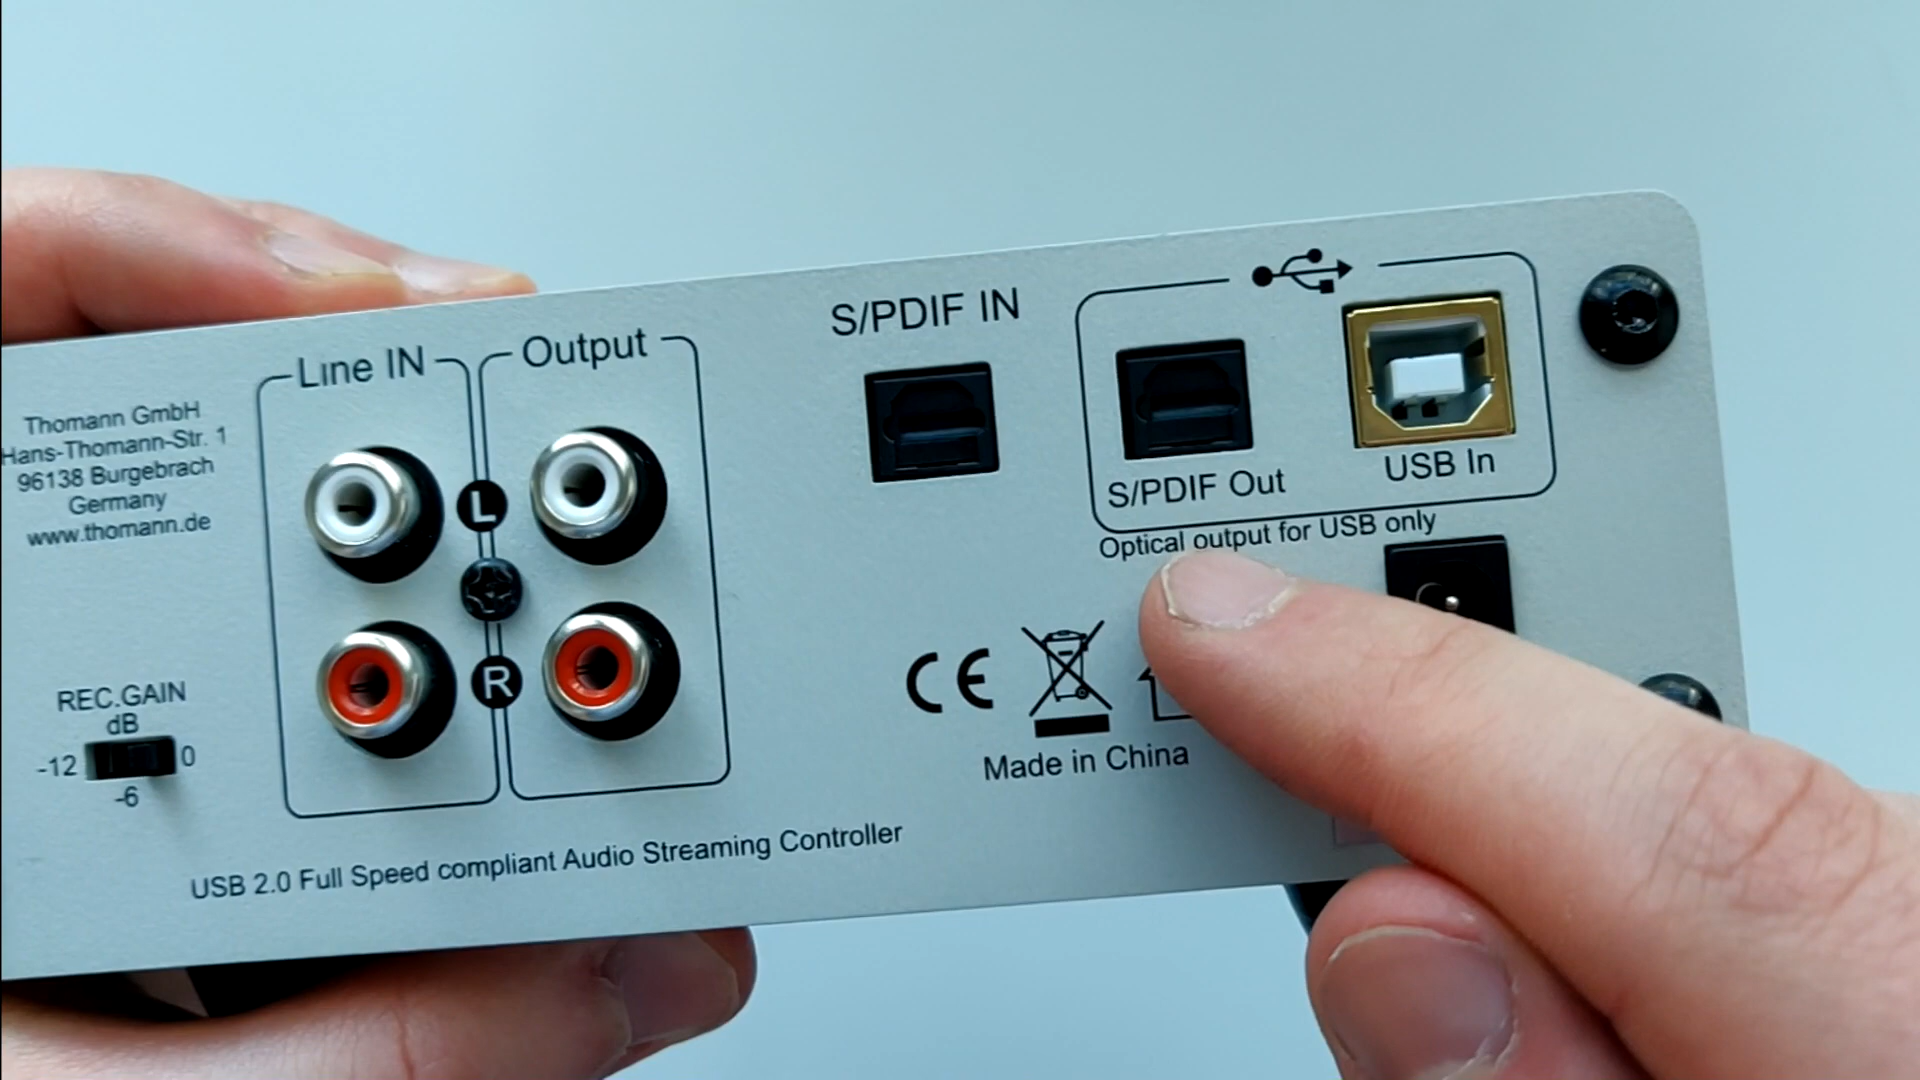 Thomann GmbH
Hans-Thomann-Str. 1
96138 Burgebrach
Germany
www.thomann.de
REC.GAIN
dB
-12
0
-6
Line IN
Output
L
R
S/PDIF IN
S/PDIF Out
USB In
Optical output for USB only
CE
Made in China
USB 2.0 Full Speed compliant Audio Streaming Controller